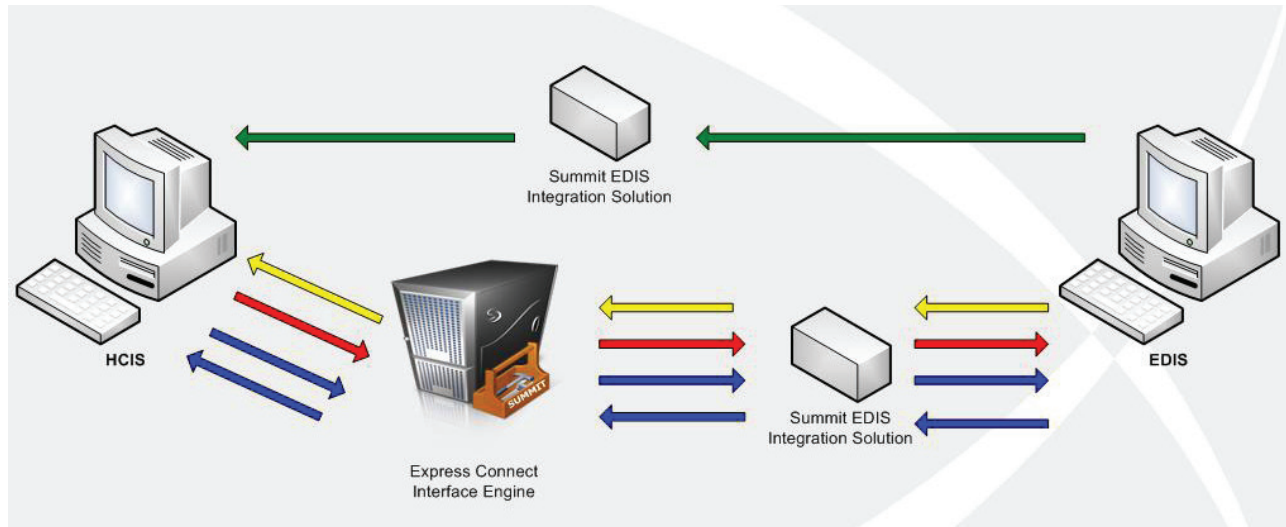 Summit EDIS
Integration Solution
HCIS
EDIS
SUMMIT
Summit EDIS
Integration Solution
Express Connect
Interface Engine